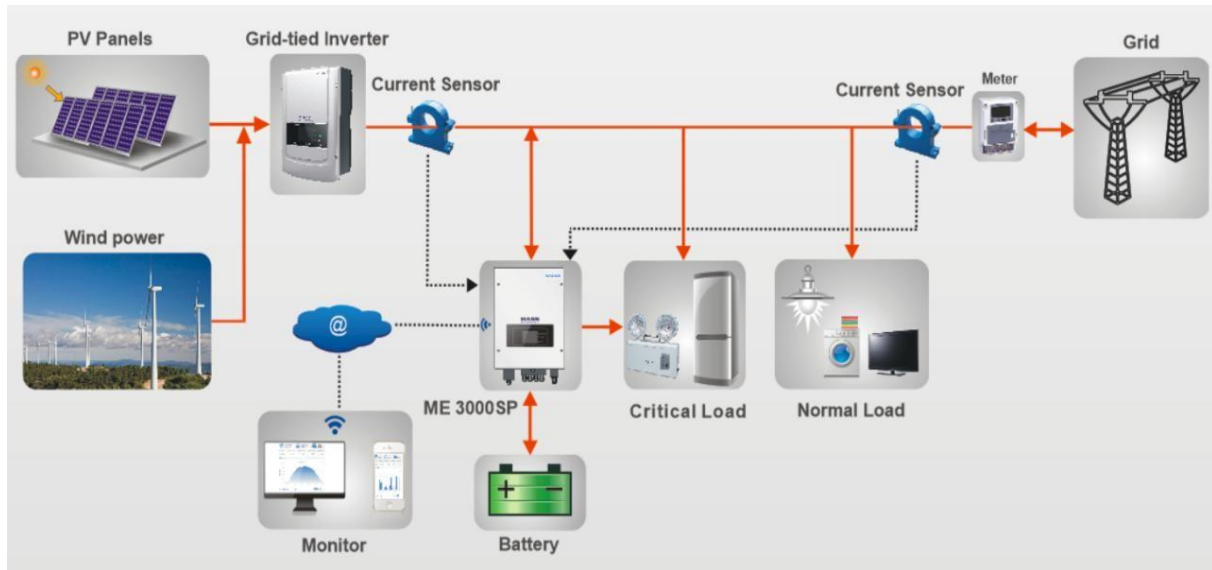 PV Panels
Grid-tied Inverter
Current Sensor
Current Sensor
Meter
Grid
Wind power
@
ME 3000SP
Critical Load
Normal Load
+ −
Monitor
Battery